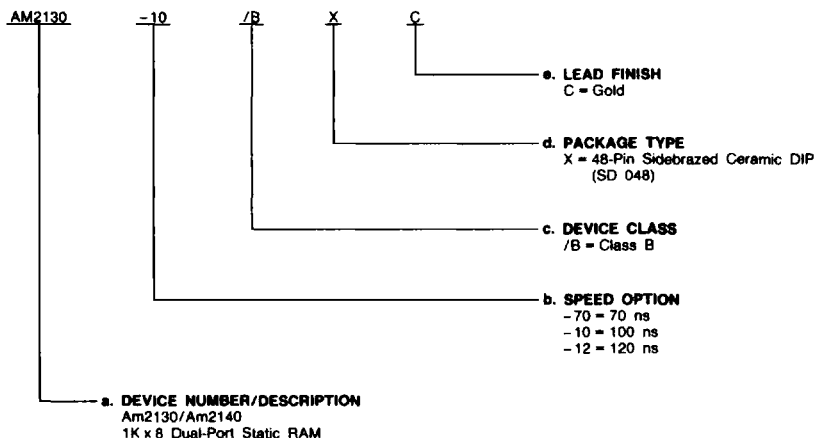 AM2130 -10 /B X C
e. LEAD FINISH
C = Gold
d. PACKAGE TYPE
X = 48-Pin Sidebrazed Ceramic DIP
(SD 048)
c. DEVICE CLASS
/B = Class B
b. SPEED OPTION
-70 = 70 ns
-10 = 100 ns
-12 = 120 ns
a. DEVICE NUMBER/DESCRIPTION
Am2130/Am2140
1K x 8 Dual-Port Static RAM